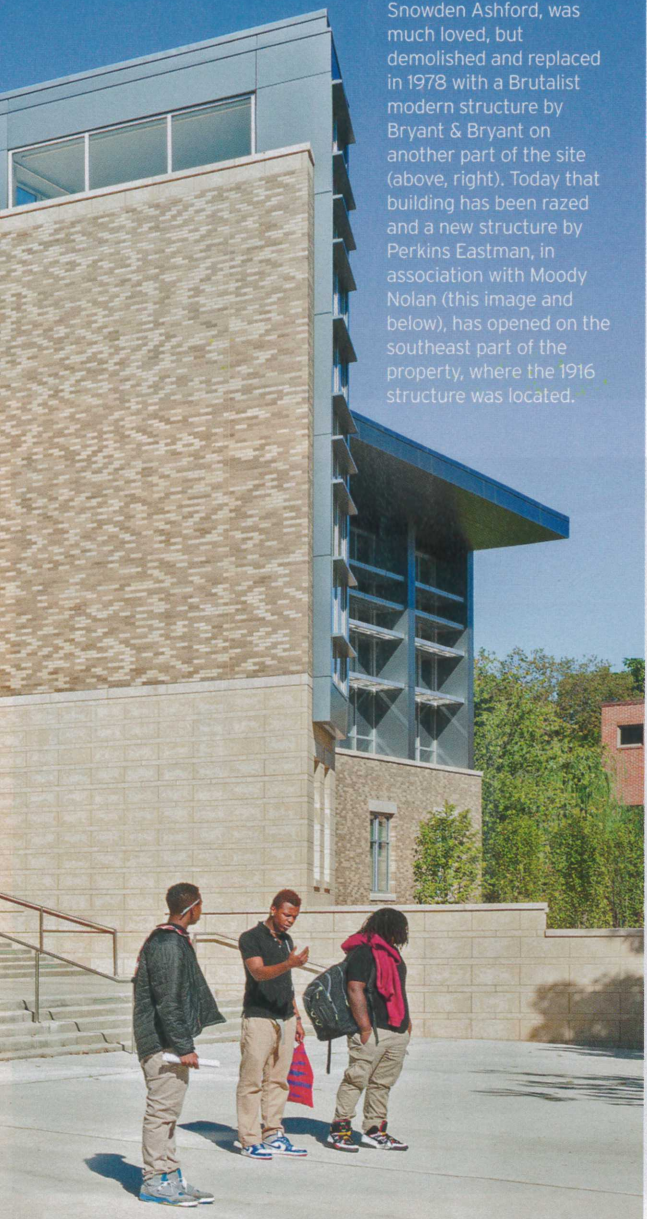 Snowden Ashford, was
much loved, but
demolished and replaced
in 1978 with a Brutalist
modern structure by
Bryant & Bryant on
another part of the site
(above, right). Today that
building has been razed
and a new structure by
Perkins Eastman, in
association with Moody
Nolan (this image and
below), has opened on the
southeast part of the
property, where the 1916
structure was located.